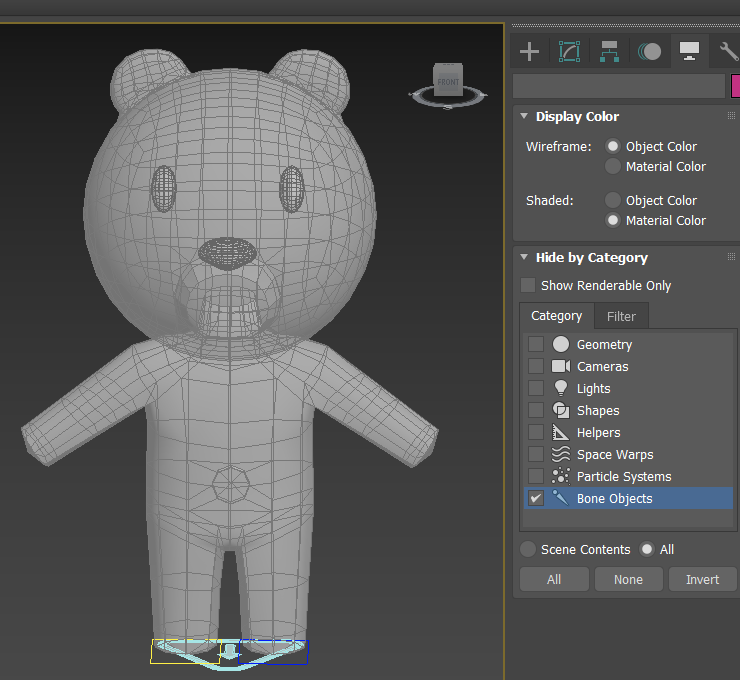 FRONT
Display Color
Wireframe: Object Color
Material Color
Shaded: Object Color
Material Color
Hide by Category
Show Renderable Only
Category Filter
Geometry
Cameras
Lights
Shapes
Helpers
Space Warps
Particle Systems
Bone Objects
Scene Contents All
All None Invert